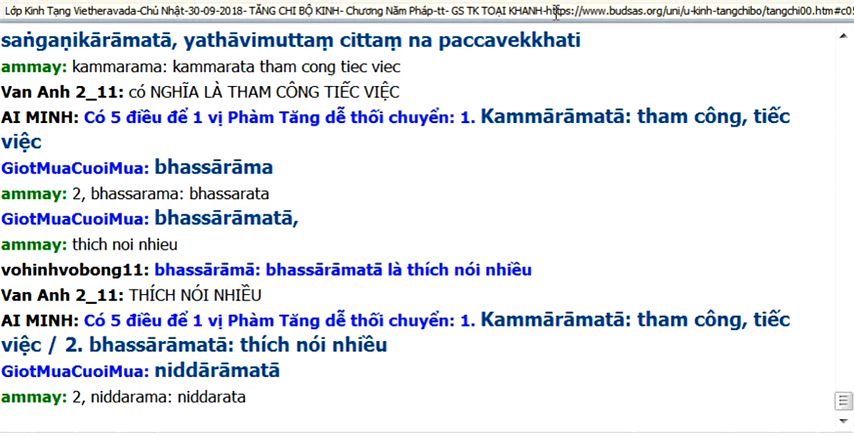 Lớp Kinh Tạng Vietheravada-Chủ Nhật-30-09-2018- TĂNG CHI BỘ KINH- Chương Năm Pháp-tt- GS TK TOẠI KHANH-https://www.budsas.org/uni/u-kinh-tangchibo/tangchi00.htm#c05
saṅgaṇikārāmatā, yathāvimuttaṃ cittaṃ na paccavekkhati
ammay: kammarama: kammarata tham cong tiec viec
Van Anh 2_11: có NGHĨA LÀ THAM CÔNG TIẾC VIỆC
AI MINH: Có 5 điều để 1 vị Phàm Tăng dễ thối chuyển: 1. Kammārāmatā: tham công, tiếc
việc
GiotMuaCuoiMua: bhassārāma
ammay: 2, bhassarama: bhassarata
GiotMuaCuoiMua: bhassārāmatā,
ammay: thich noi nhieu
vohinhvobong11: bhassārāmā: bhassārāmatā là thích nói nhiều
Van Anh 2_11: THÍCH NÓI NHIỀU
AI MINH: Có 5 điều để 1 vị Phàm Tăng dễ thối chuyển: 1. Kammārāmatā: tham công, tiếc
việc / 2. bhassārāmatā: thích nói nhiều
GiotMuaCuoiMua: niddārāmatā
ammay: 2, niddarama: niddarata